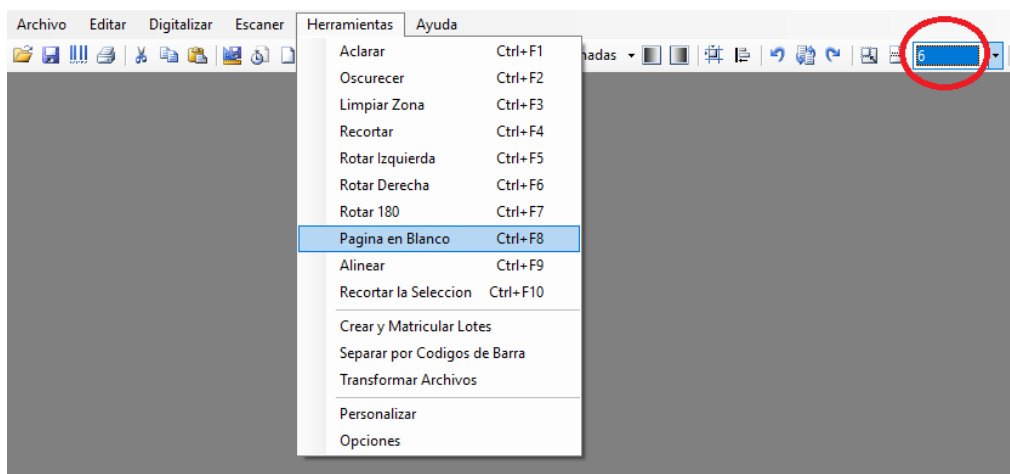 Archivo Editar Digitalizar Escaner Herramientas Ayuda
nadas 6
Aclarar Ctrl+F1
Oscurecer Ctrl+F2
Limpiar Zona Ctrl+F3
Recortar Ctrl+F4
Rotar Izquierda Ctrl+F5
Rotar Derecha Ctrl+F6
Rotar 180 Ctrl+F7
Pagina en Blanco Ctrl+F8
Alinear Ctrl+F9
Recortar la Seleccion Ctrl+F10
Crear y Matricular Lotes
Separar por Codigos de Barra
Transformar Archivos
Personalizar
Opciones